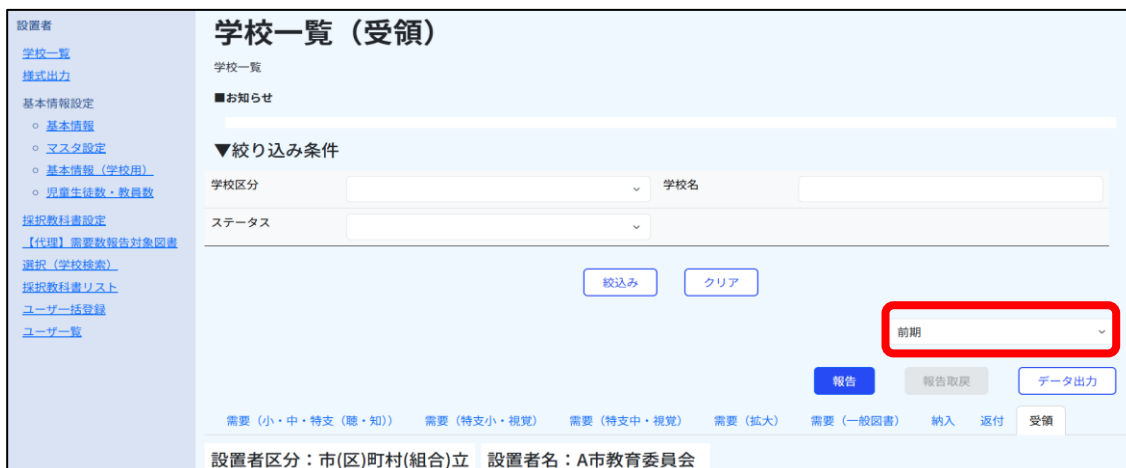 設置者
学校一覧
様式出力
基本情報設定
基本情報
マスタ設定
基本情報（学校用）
児童生徒数・教員数
採択教科書設定
【代理】需要数報告対象図書
選択（学校検索）
採択教科書リスト
ユーザ一括登録
ユーザ一覧
学校一覧（受領）
学校一覧
■お知らせ
▼絞り込み条件
学校区分 学校名
ステータス
絞込み クリア
前期
報告 報告取戻 データ出力
需要（小・中・特支（聴・知）） 需要（特支小・視覚） 需要（特支中・視覚） 需要（拡大） 需要（一般図書） 納入 返付 受領
設置者区分：市(区)町村(組合)立 設置者名：A市教育委員会